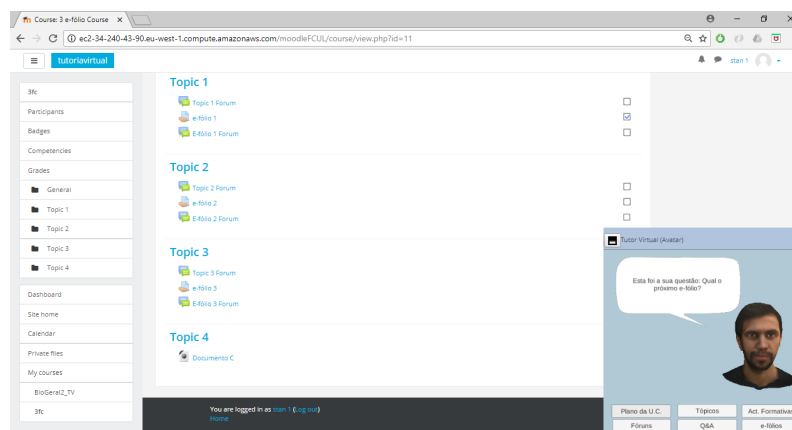 Course: 3 e-fólio Course
ec2-34-240-43-90.eu-west-1.compute.amazonaws.com/moodleFCUL/course/view.php?id=11
tutoriavirtual
stan 1
3fc
Participants
Badges
Competencies
Grades
General
Topic 1
Topic 2
Topic 3
Topic 4
Dashboard
Site home
Calendar
Private files
My courses
BioGeral2_TV
3fc
Topic 1
Topic 1 Forum
e-fólio 1
E-fólio 1 Forum
Topic 2
Topic 2 Forum
e-fólio 2
E-fólio 2 Forum
Topic 3
Topic 3 Forum
e-fólio 3
E-fólio 3 Forum
Topic 4
Documento C
You are logged in as stan 1 (Log out)
Home
Tutor Virtual (Avatar)
Esta foi a sua questão: Qual o
próximo e-fólio?
Plano da U.C. Tópicos Act. Formativas
Fóruns Q&A e-fólios